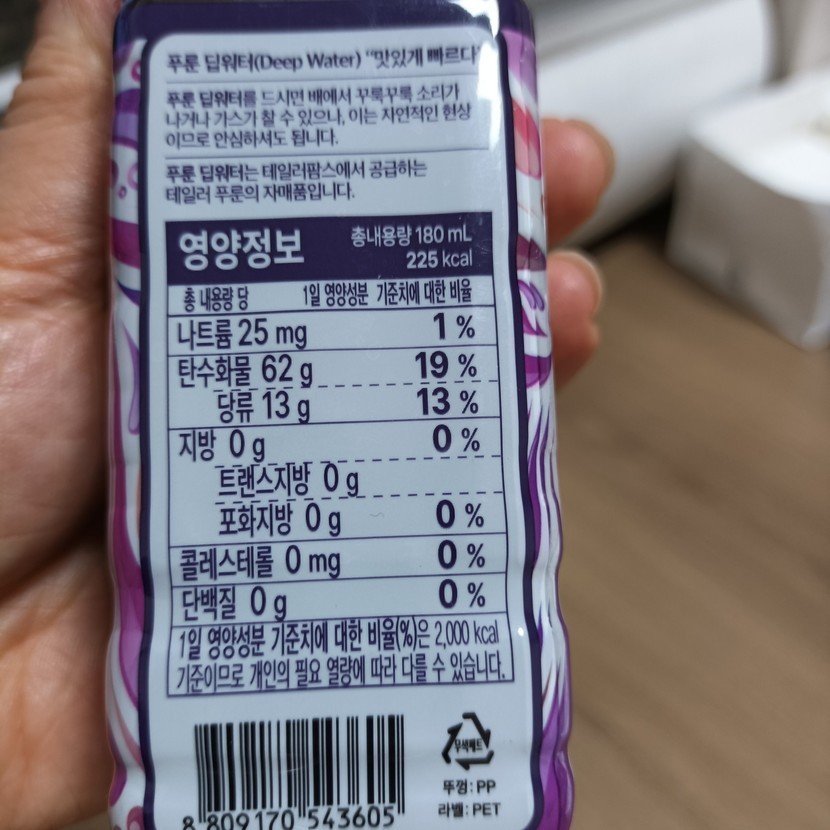 푸룬 딥워터(Deep Water) "맛있게 빠르다"
푸룬 딥워터를 드시면 배에서 꾸룩꾸룩 소리가
나거나 가스가 찰 수 있으나, 이는 자연적인 현상
이므로 안심하셔도 됩니다.
푸룬 딥워터는 테일러팜스에서 공급하는
테일러 푸룬의 자매품입니다.
영양정보 총내용량 180 mL
225 kcal
총 내용량 당 1일 영양성분 기준치에 대한 비율
나트륨 25 mg 1 %
탄수화물 62 g 19 %
당류 13 g 13 %
지방 0 g 0 %
트랜스지방 0 g
포화지방 0 g 0 %
콜레스테롤 0 mg 0 %
단백질 0 g 0 %
1일 영양성분 기준치에 대한 비율(%)은 2,000 kcal
기준이므로 개인의 필요 열량에 따라 다를 수 있습니다.
무색페트
뚜껑: PP
라벨: PET
8 809170 543605